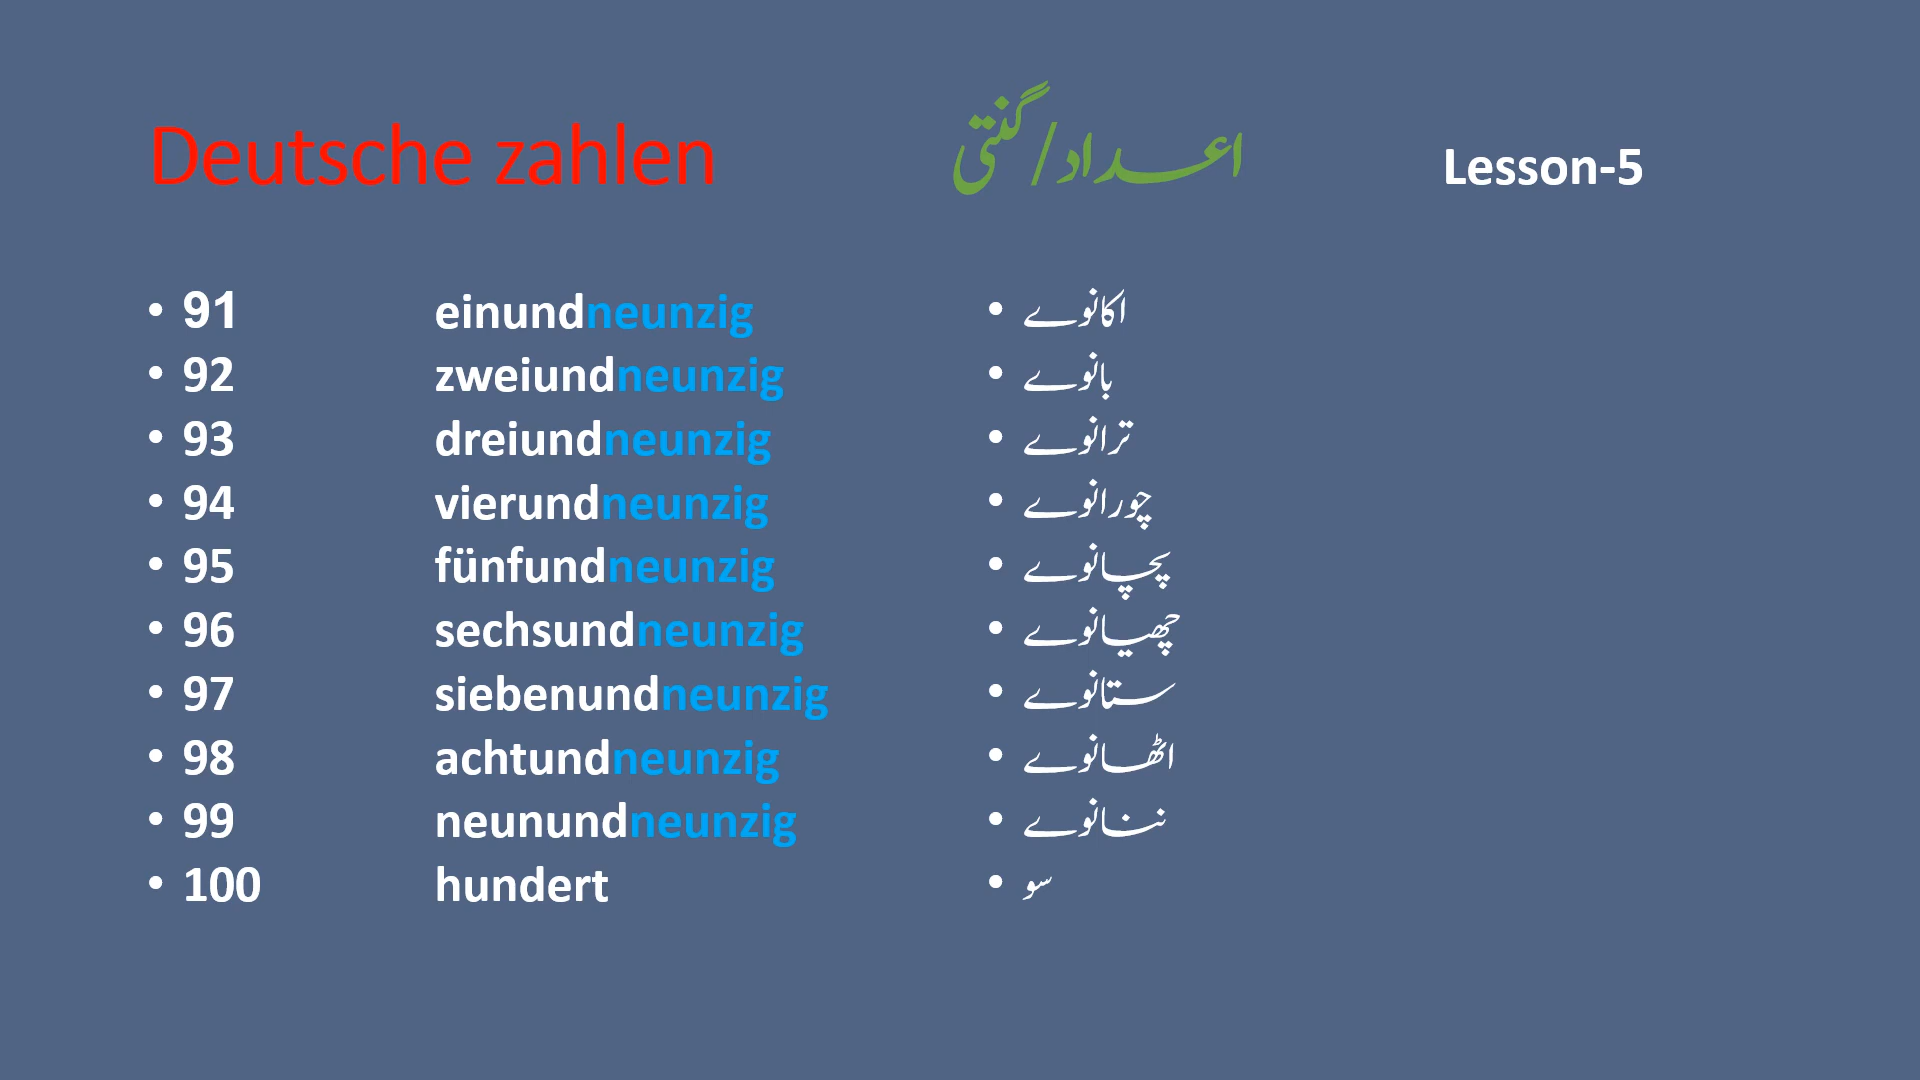 Deutsche zahlen اعداد/گنتی Lesson-5
• 91 einundneunzig • اکانوے
• 92 zweiundneunzig • بانوے
• 93 dreiundneunzig • ترانوے
• 94 vierundneunzig • چورانوے
• 95 fünfundneunzig • پچانوے
• 96 sechsundneunzig • چھیانوے
• 97 siebenundneunzig • ستانوے
• 98 achtundneunzig • اٹھانوے
• 99 neunundneunzig • ننانوے
• 100 hundert • سو